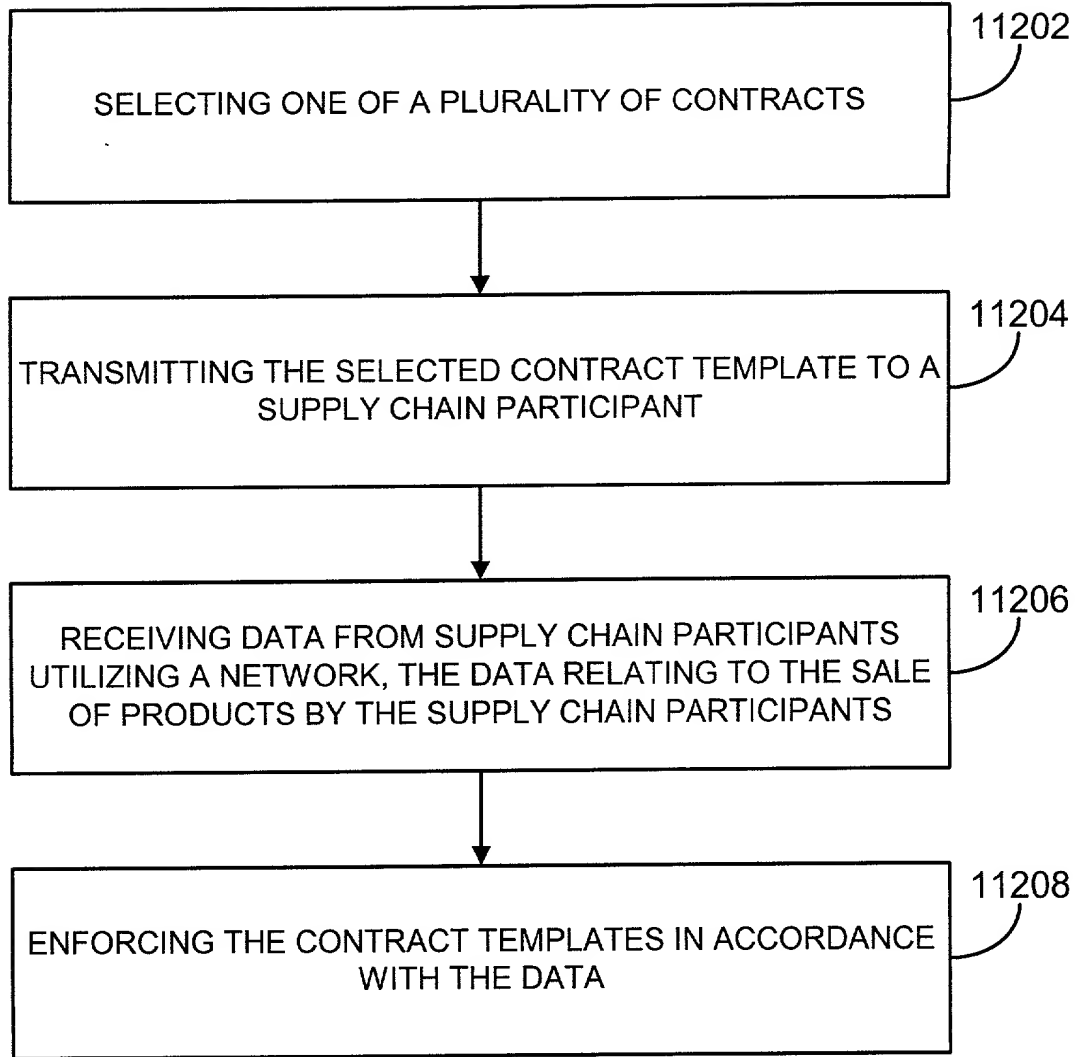 11202
SELECTING ONE OF A PLURALITY OF CONTRACTS
11204
TRANSMITTING THE SELECTED CONTRACT TEMPLATE TO A
SUPPLY CHAIN PARTICIPANT
11206
RECEIVING DATA FROM SUPPLY CHAIN PARTICIPANTS
UTILIZING A NETWORK, THE DATA RELATING TO THE SALE
OF PRODUCTS BY THE SUPPLY CHAIN PARTICIPANTS
11208
ENFORCING THE CONTRACT TEMPLATES IN ACCORDANCE
WITH THE DATA